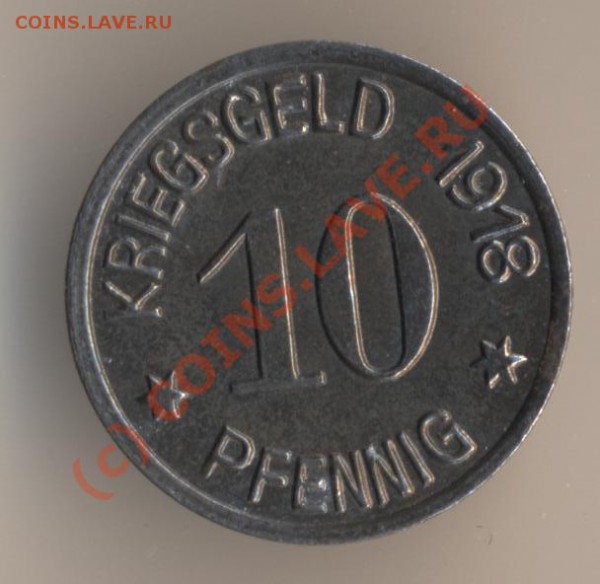 COINS.LAVE.RU
KRIEGSGELD 1918
10
PFENNIG
(c) COINS.LAVE.RU